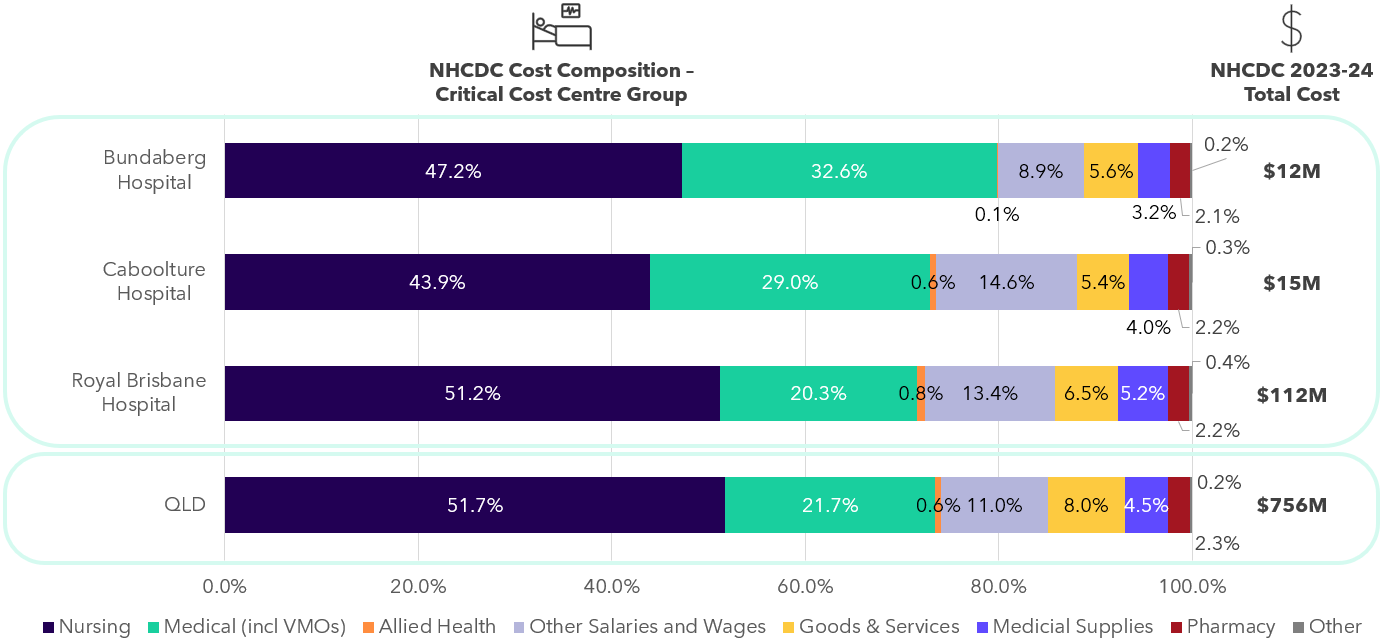 NHCDC Cost Composition –
Critical Cost Centre Group
NHCDC 2023-24
Total Cost
Bundaberg
Hospital
47.2%
32.6%
0.1%
8.9%
5.6%
3.2%
2.1%
0.2%
$12M
Caboolture
Hospital
43.9%
29.0%
0.6%
14.6%
5.4%
4.0%
2.2%
0.3%
$15M
Royal Brisbane
Hospital
51.2%
20.3%
0.8%
13.4%
6.5%
5.2%
2.2%
0.4%
$112M
QLD
51.7%
21.7%
0.6%
11.0%
8.0%
4.5%
2.3%
0.2%
$756M
0.0% 20.0% 40.0% 60.0% 80.0% 100.0%
Nursing Medical (incl VMOs) Allied Health Other Salaries and Wages Goods & Services Medicial Supplies Pharmacy Other